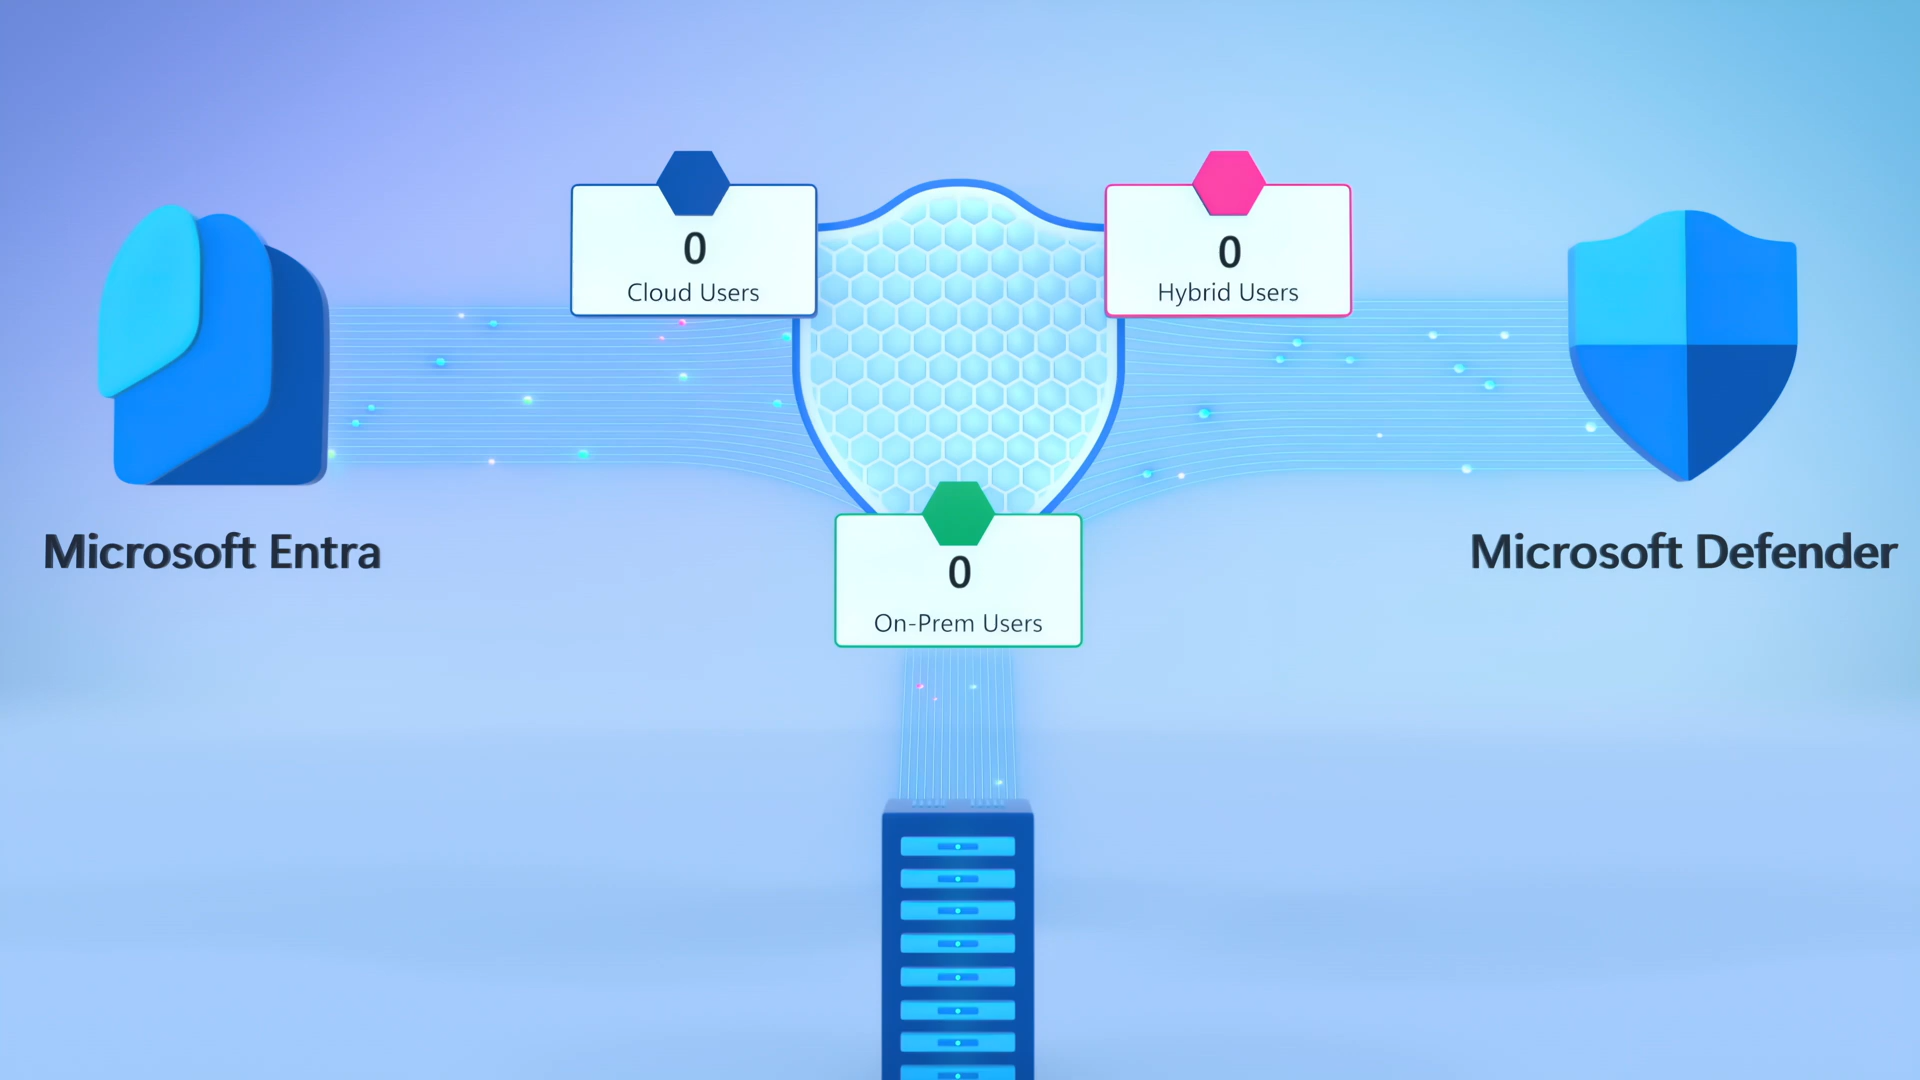 0
Cloud Users
0
Hybrid Users
Microsoft Entra
Microsoft Defender
0
On-Prem Users